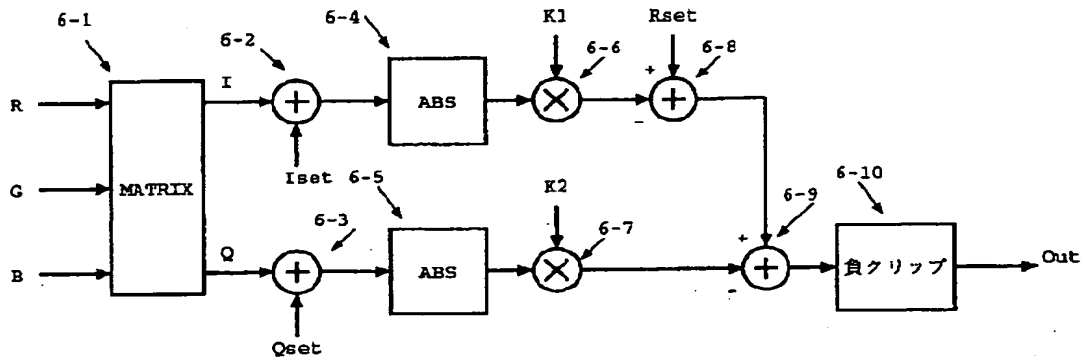 K1
Rset
6-1
6-2
6-4
6-6
6-8
+
-
R
I
ABS
Iset
G
MATRIX
6-5
K2
6-10
6-3
6-7
6-9
+
-
B
Q
ABS
負クリップ
Out
Qset